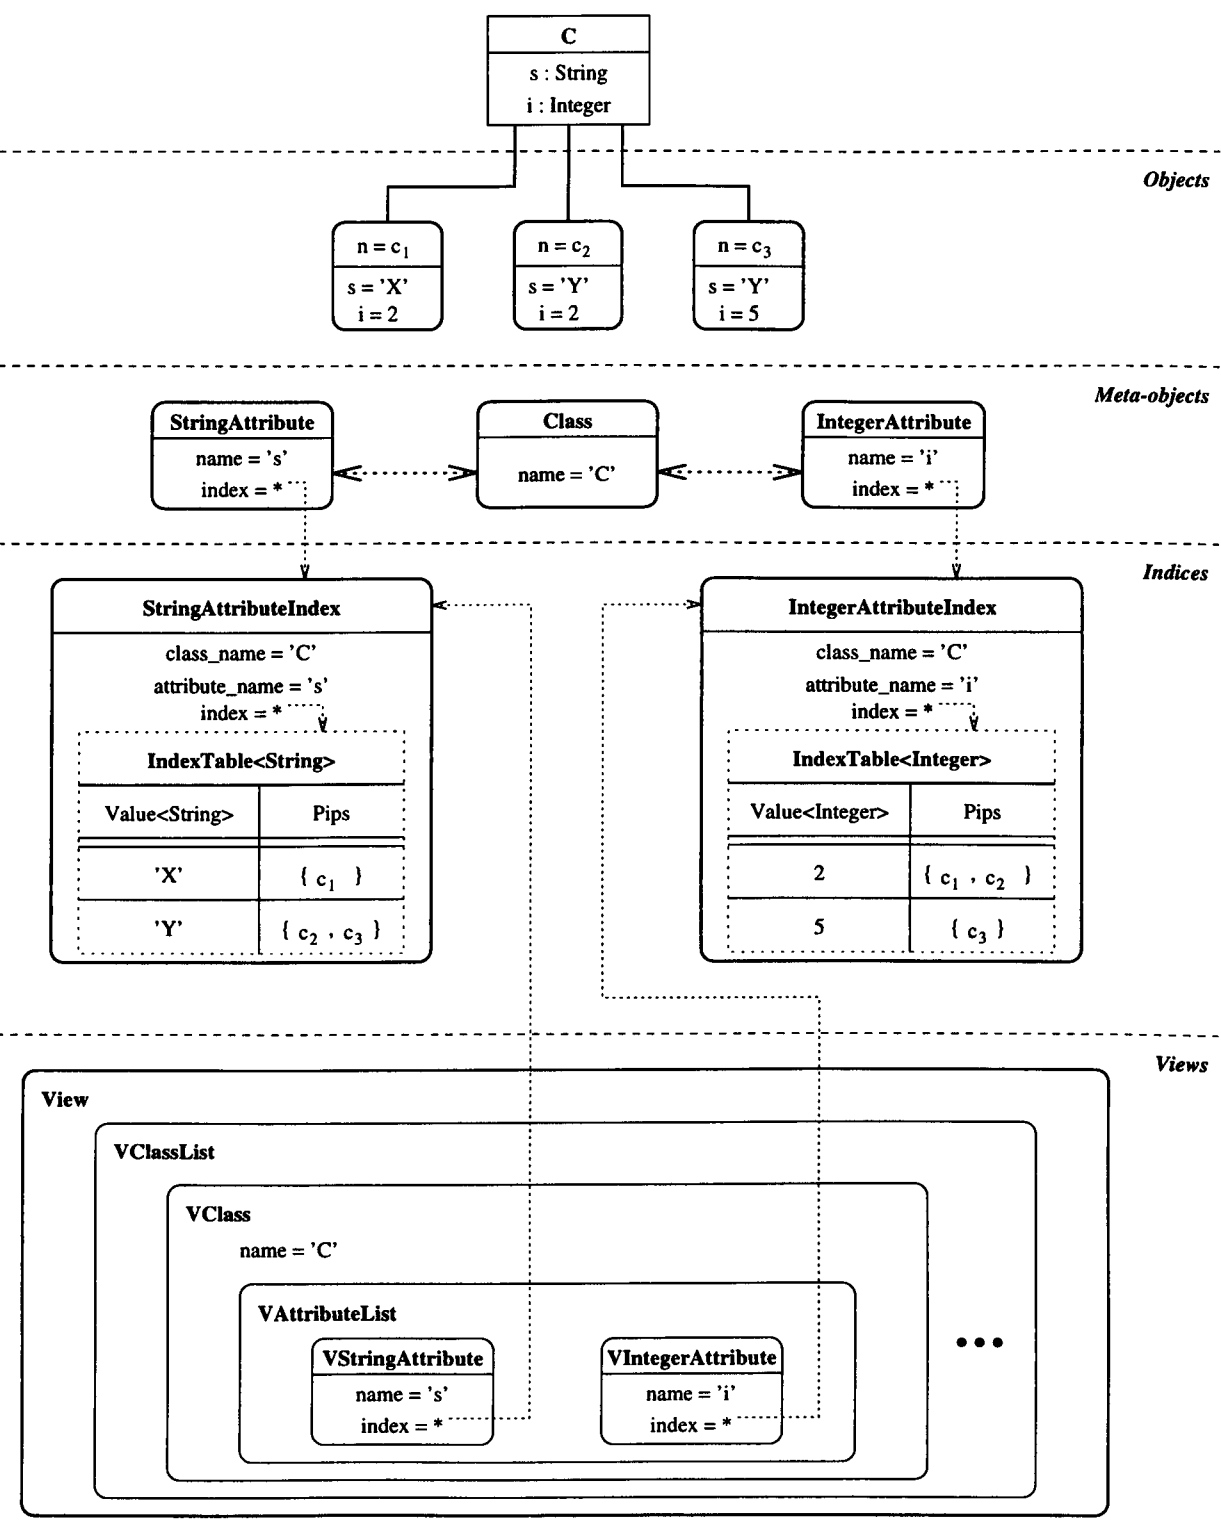 C
s : String
i : Integer
Objects
n = c1 n = c2 n = c3
s = 'X' s = 'Y' s = 'Y'
i = 2 i = 2 i = 5
Meta-objects
StringAttribute Class IntegerAttribute
name = 's' name = 'C' name = 'i'
index = * index = *
Indices
StringAttributeIndex IntegerAttributeIndex
class_name = 'C' class_name = 'C'
attribute_name = 's' attribute_name = 'i'
index = * index = *
IndexTable<String> IndexTable<Integer>
Value<String> Pips Value<Integer> Pips
'X' { c1 } 2 { c1 , c2 }
'Y' { c2 , c3 } 5 { c3 }
Views
View
VClassList
VClass
name = 'C'
VAttributeList
VStringAttribute VIntegerAttribute
name = 's' name = 'i'
index = * index = *